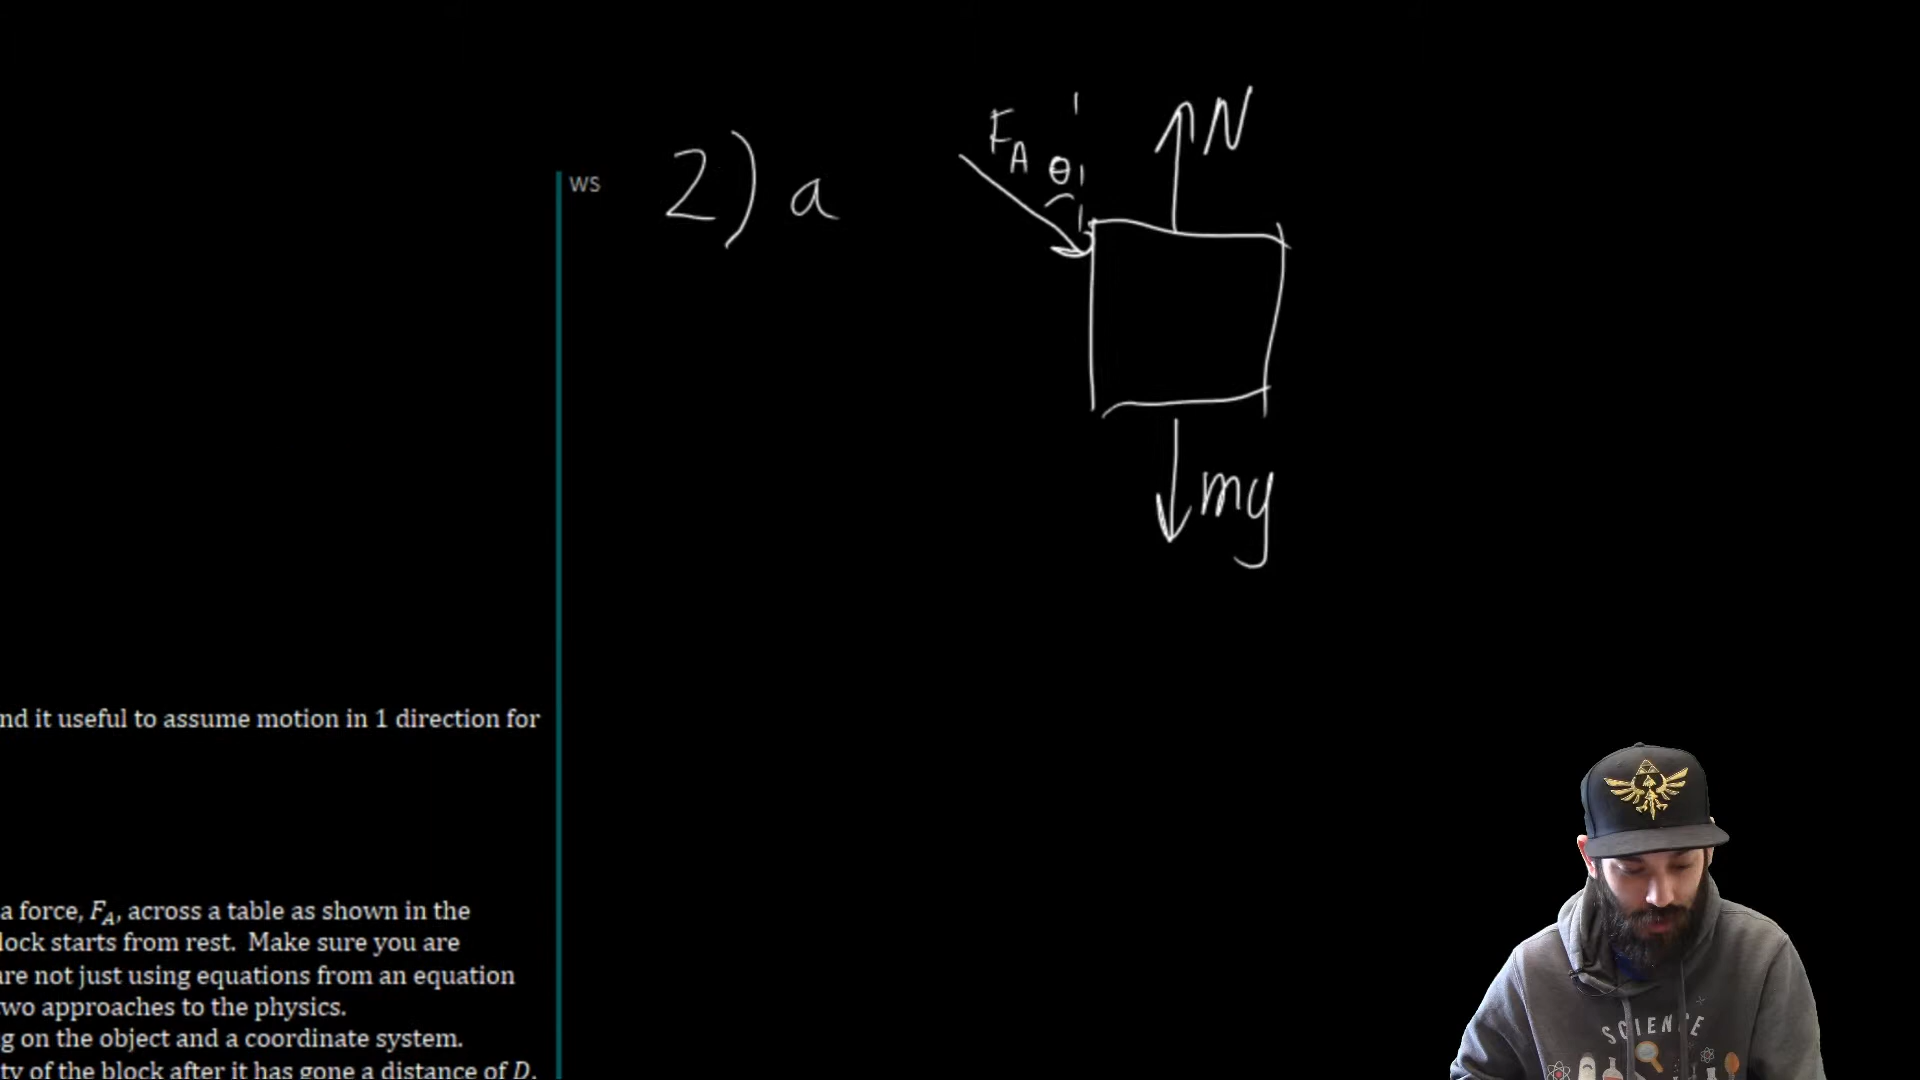 ws
2) a
F_A θ
N
mg
nd it useful to assume motion in 1 direction for
a force, F_A, across a table as shown in the
lock starts from rest. Make sure you are
are not just using equations from an equation
two approaches to the physics.
g on the object and a coordinate system.
ty of the block after it has gone a distance of D.
SCIENCE